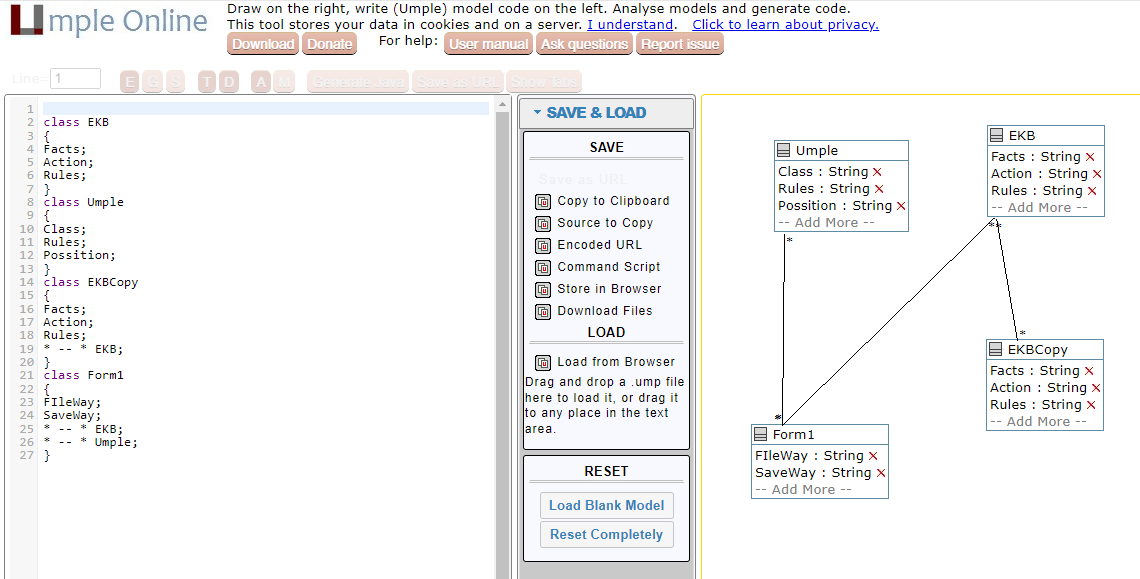 Umple Online
Draw on the right, write (Umple) model code on the left. Analyse models and generate code.
This tool stores your data in cookies and on a server. I understand. Click to learn about privacy.
Download Donate For help: User manual Ask questions Report issue
Line= 1 E G S T D A M Generate Java Save as URL Show Tabs
1
2 class EKB
3 {
4 Facts;
5 Action;
6 Rules;
7 }
8 class Umple
9 {
10 Class;
11 Rules;
12 Possition;
13 }
14 class EKBCopy
15 {
16 Facts;
17 Action;
18 Rules;
19 * -- * EKB;
20 }
21 class Form1
22 {
23 FIleWay;
24 SaveWay;
25 * -- * EKB;
26 * -- * Umple;
27 }
SAVE & LOAD
SAVE
Save as URL
Copy to Clipboard
Source to Copy
Encoded URL
Command Script
Store in Browser
Download Files
LOAD
Load from Browser
Drag and drop a .ump file
here to load it, or drag it
to any place in the text
area.
RESET
Load Blank Model
Reset Completely
Umple
Class : String X
Rules : String X
Possition : String X
-- Add More --
*
EKB
Facts : String X
Action : String X
Rules : String X
-- Add More --
**
*
EKBCopy
Facts : String X
Action : String X
Rules : String X
-- Add More --
*
Form1
FIleWay : String X
SaveWay : String X
-- Add More --